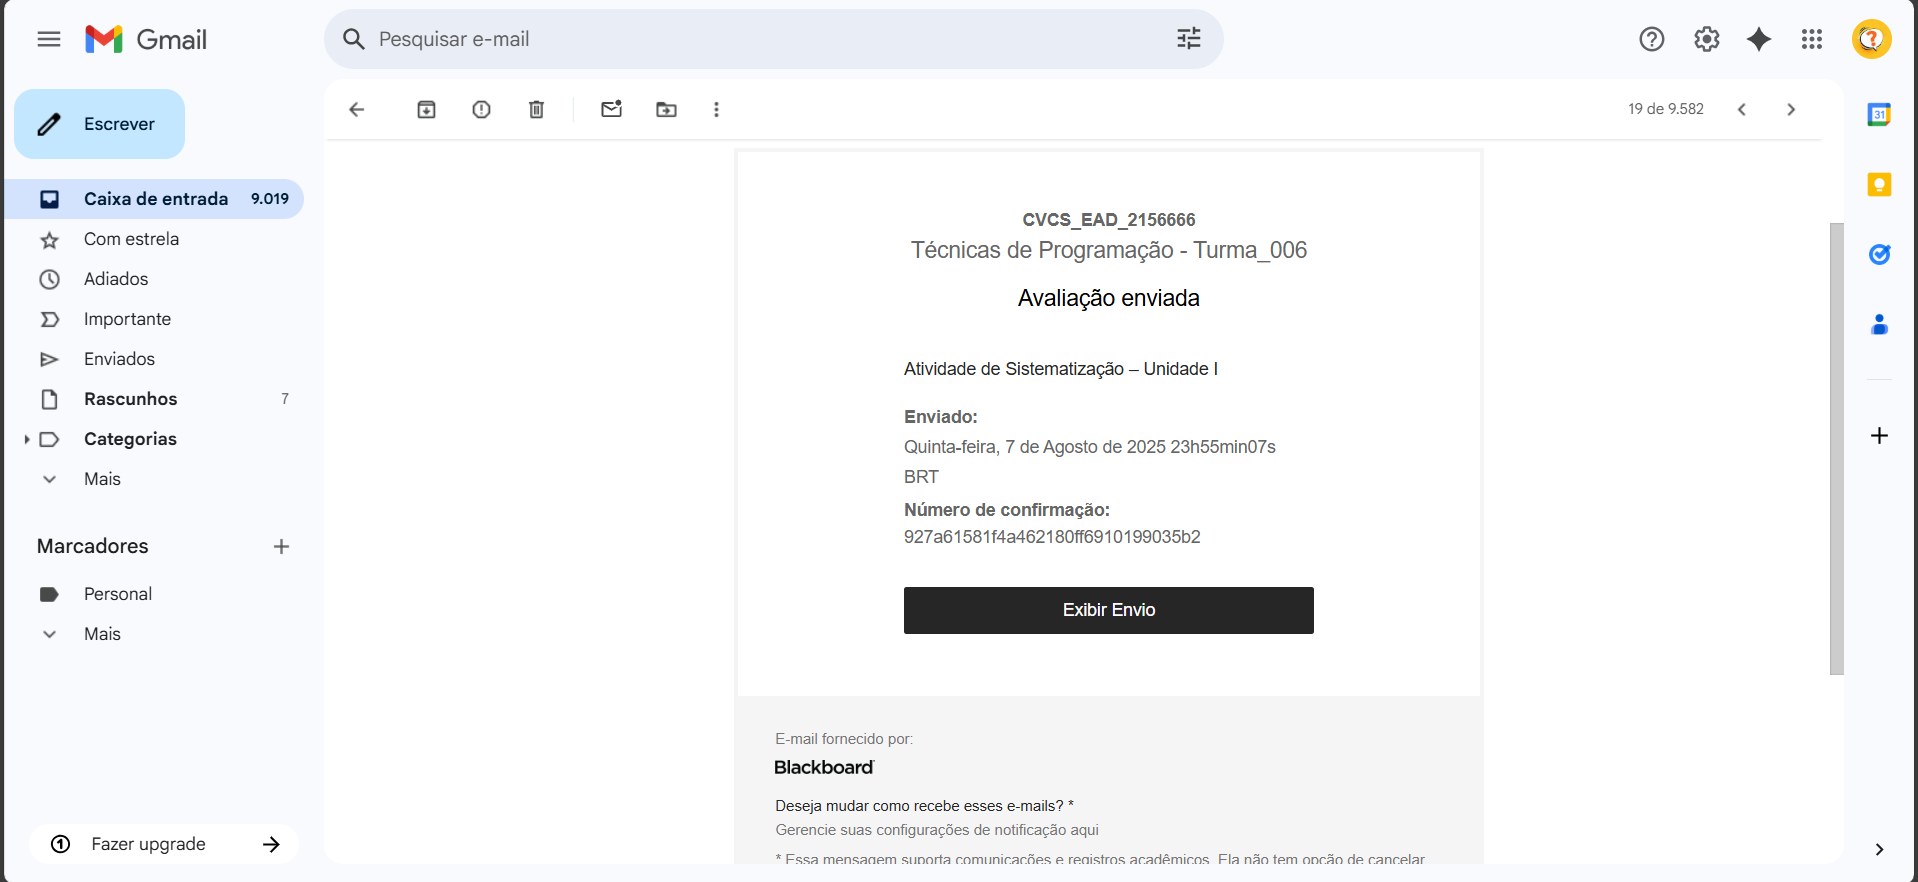 Gmail
Pesquisar e-mail
Escrever
19 de 9.582
Caixa de entrada 9.019
Com estrela
Adiados
Importante
Enviados
Rascunhos 7
Categorias
Mais
Marcadores
Personal
Mais
Fazer upgrade
CVCS_EAD_2156666
Técnicas de Programação - Turma_006
Avaliação enviada
Atividade de Sistematização – Unidade I
Enviado:
Quinta-feira, 7 de Agosto de 2025 23h55min07s
BRT
Número de confirmação:
927a61581f4a462180ff6910199035b2
Exibir Envio
E-mail fornecido por:
Blackboard
Deseja mudar como recebe esses e-mails? *
Gerencie suas configurações de notificação aqui
* Essa mensagem suporta comunicações e registros acadêmicos. Ela não tem opção de cancelar
31